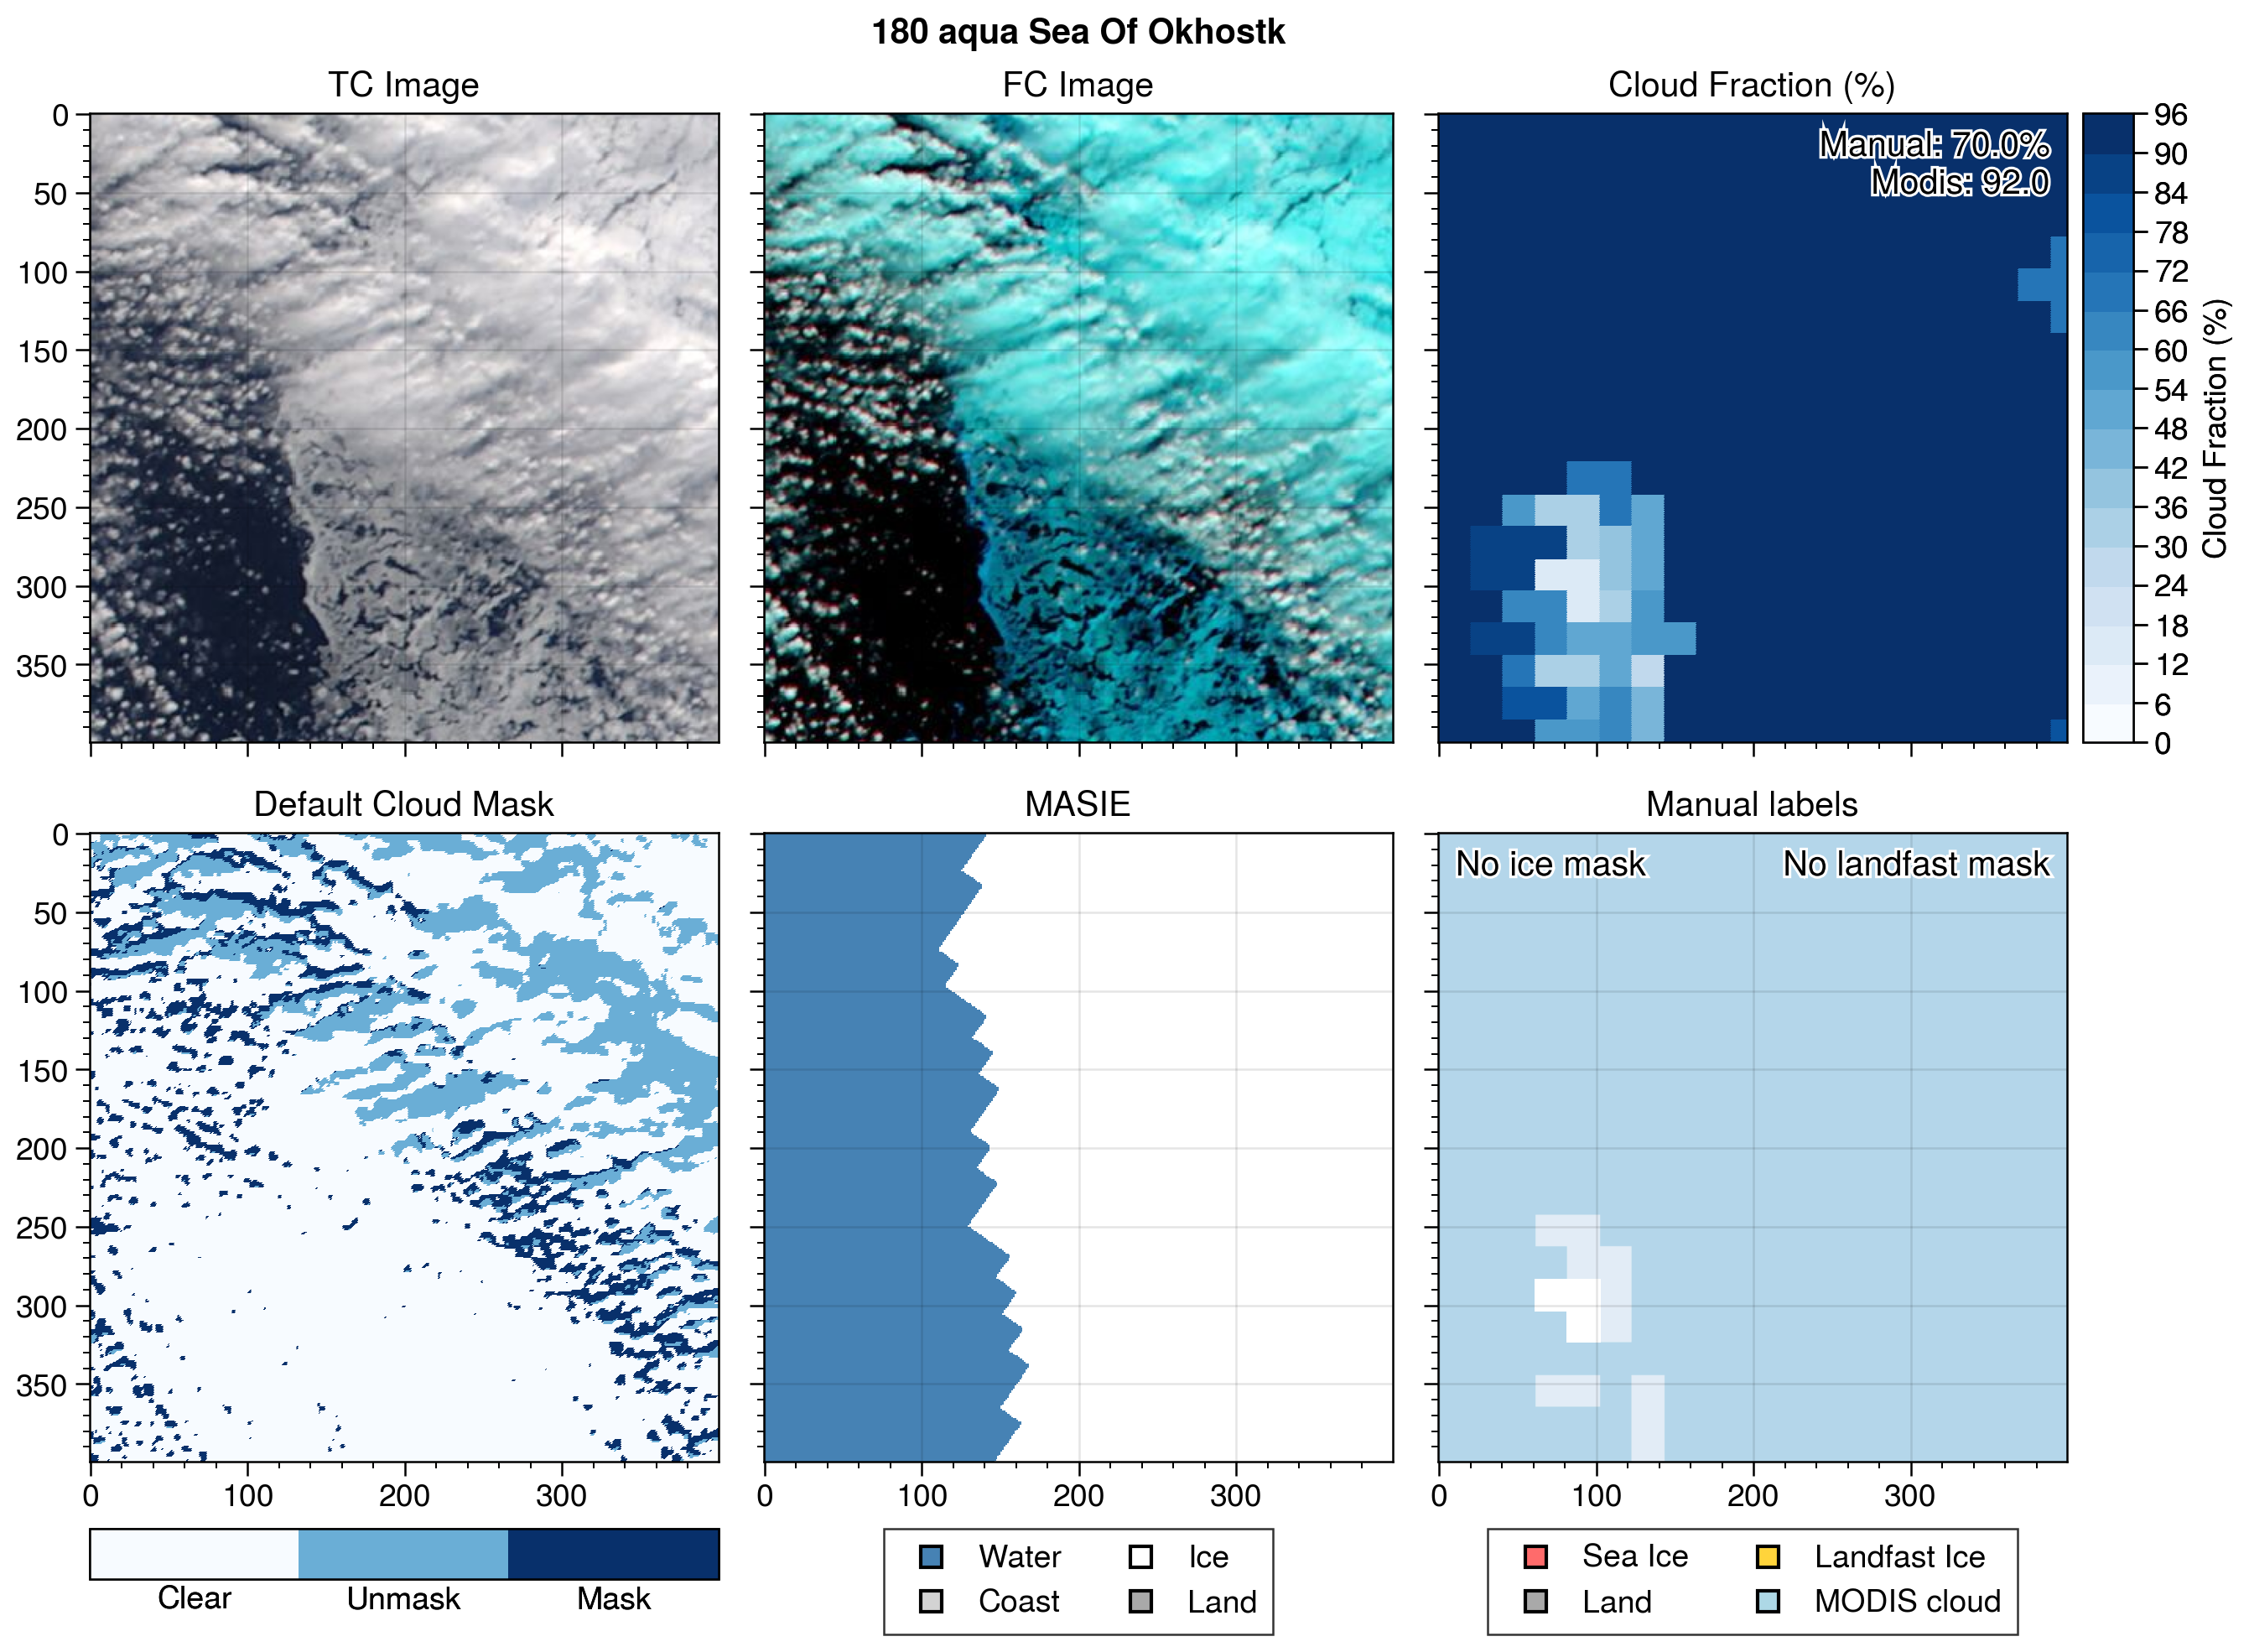 180 aqua Sea Of Okhostk
TC Image
FC Image
Cloud Fraction (%)
0
50
100
150
200
250
300
350
Manual: 70.0%
Modis: 92.0
96
90
84
78
72
66
60
54
48
42
36
30
24
18
12
6
0
Cloud Fraction (%)
Default Cloud Mask
MASIE
Manual labels
0
50
100
150
200
250
300
350
No ice mask
No landfast mask
0 100 200 300
0 100 200 300
0 100 200 300
Clear Unmask Mask
Water Ice
Coast Land
Sea Ice Landfast Ice
Land MODIS cloud